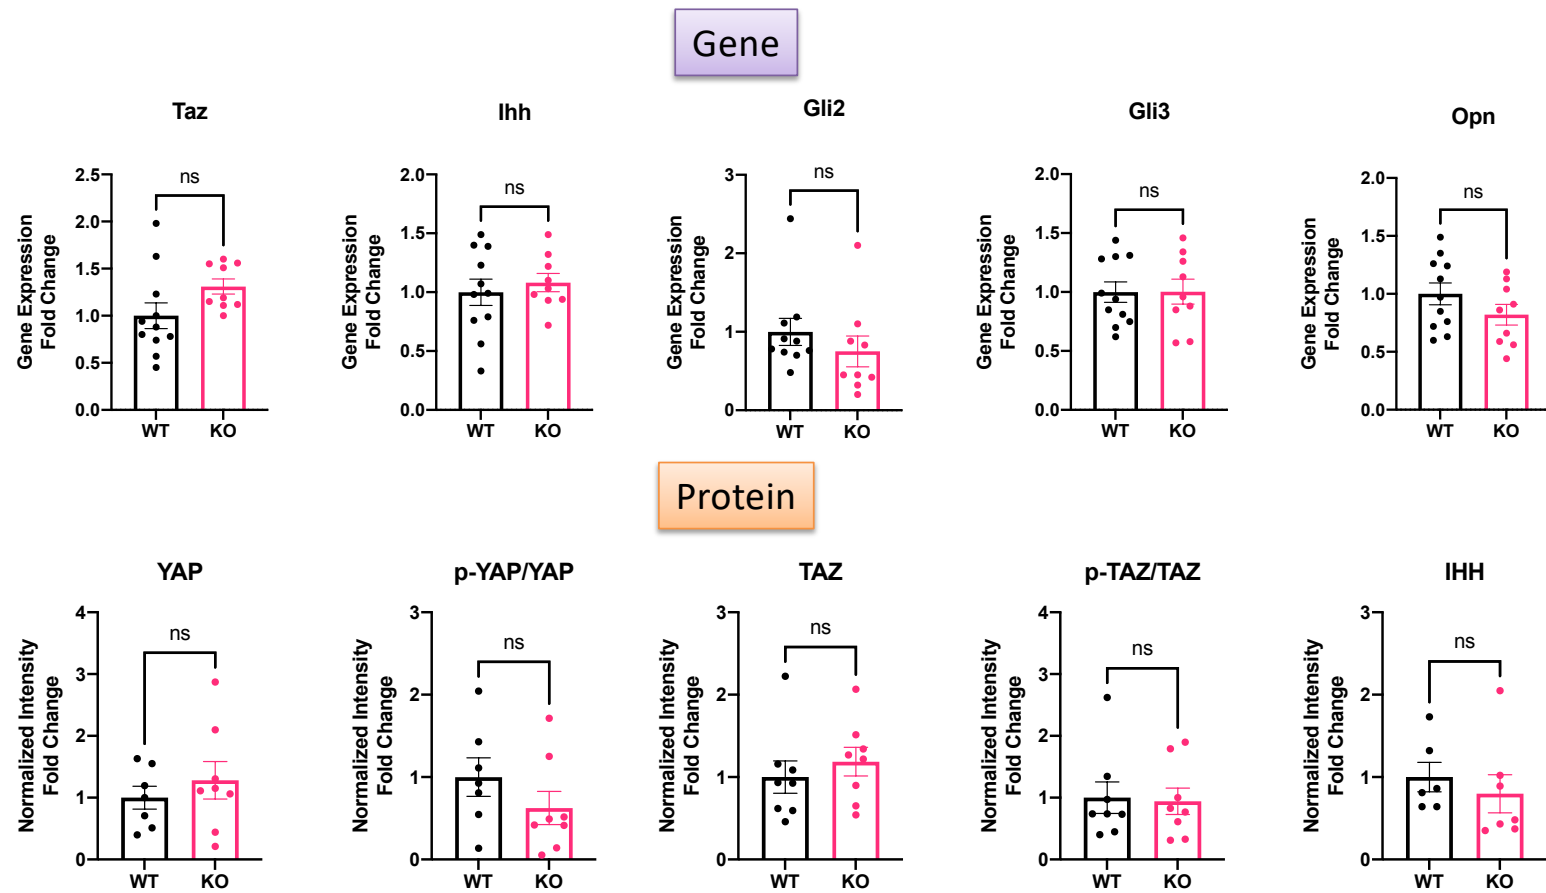 Gene
Taz
Ihh
Gli2
Gli3
Opn
Gene Expression
Fold Change
2.5
2.0
1.5
1.0
0.5
0.0
ns
WT
KO
Gene Expression
Fold Change
2.0
1.5
1.0
0.5
0.0
ns
WT
KO
Gene Expression
Fold Change
3
2
1
0
ns
WT
KO
Gene Expression
Fold Change
2.0
1.5
1.0
0.5
0.0
ns
WT
KO
Gene Expression
Fold Change
2.0
1.5
1.0
0.5
0.0
ns
WT
KO
Protein
YAP
p-YAP/YAP
TAZ
p-TAZ/TAZ
IHH
Normalized Intensity
Fold Change
4
3
2
1
0
ns
WT
KO
Normalized Intensity
Fold Change
3
2
1
0
ns
WT
KO
Normalized Intensity
Fold Change
3
2
1
0
ns
WT
KO
Normalized Intensity
Fold Change
4
3
2
1
0
ns
WT
KO
Normalized Intensity
Fold Change
3
2
1
0
ns
WT
KO